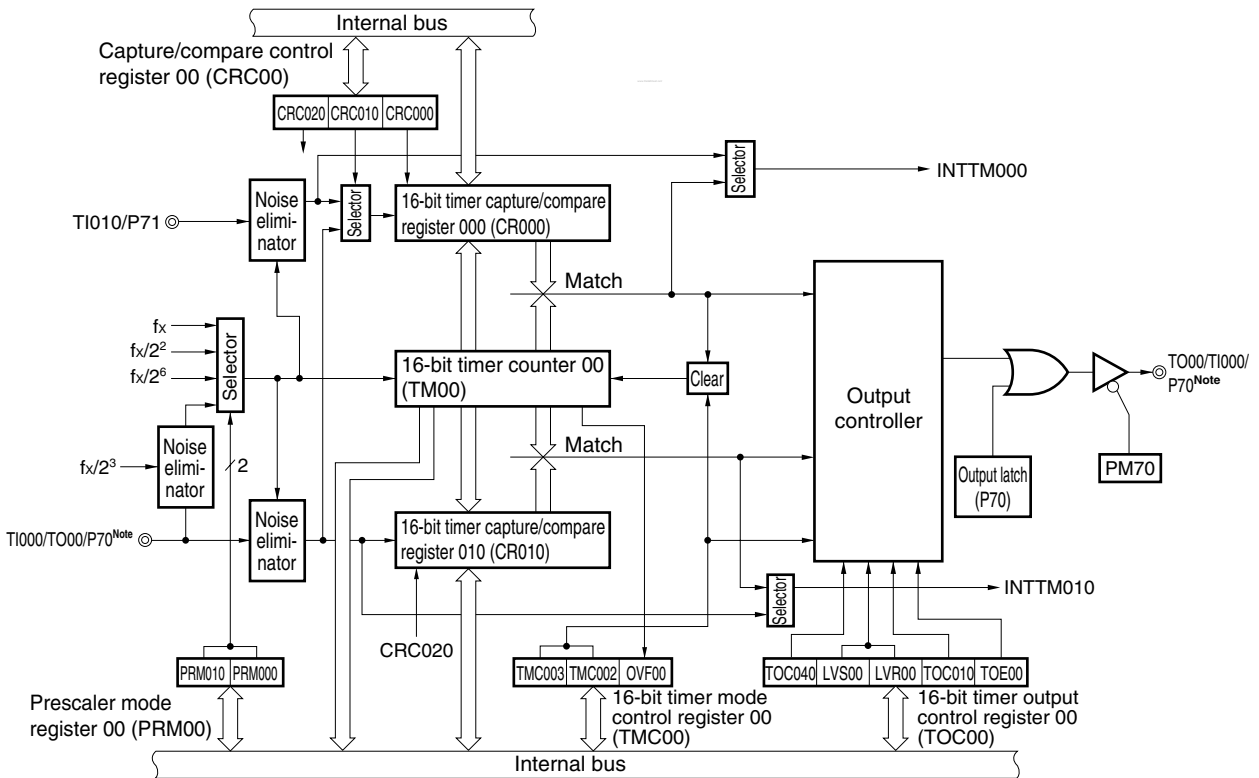 Internal bus
Capture/compare control
register 00 (CRC00)
CRC020 CRC010 CRC000
Selector
INTTM000
TI010/P71
Noise
elimi-
nator
Selector
16-bit timer capture/compare
register 000 (CR000)
Match
fx
fx/2²
fx/2⁶
Selector
16-bit timer counter 00
(TM00)
Clear
Output
controller
TO00/TI000/
P70Note
fx/2³
Noise
elimi-
nator
2
Match
Output latch
(P70)
PM70
TI000/TO00/P70Note
Noise
elimi-
nator
16-bit timer capture/compare
register 010 (CR010)
Selector
INTTM010
CRC020
PRM010 PRM000
TMC003 TMC002 OVF00
TOC040 LVS00 LVR00 TOC010 TOE00
Prescaler mode
register 00 (PRM00)
16-bit timer mode
control register 00
(TMC00)
16-bit timer output
control register 00
(TOC00)
Internal bus